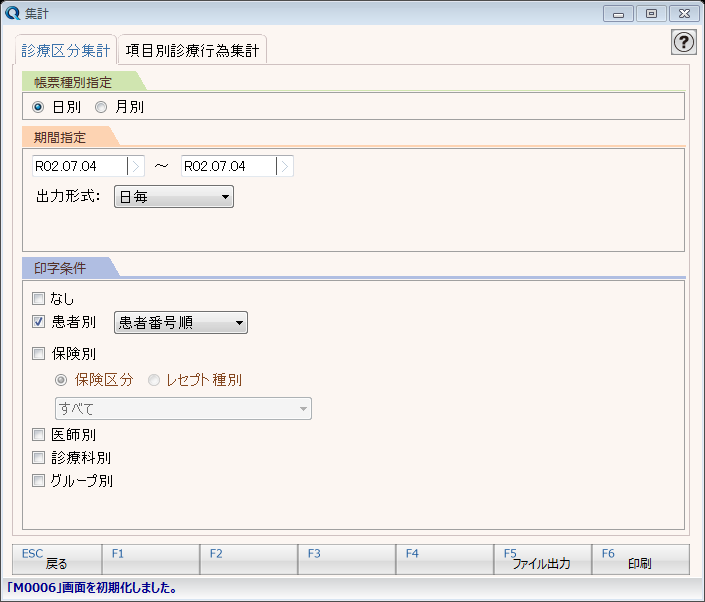 集計
診療区分集計 項目別診療行為集計
?
帳票種別指定
日別 月別
期間指定
R02.07.04 ～ R02.07.04
出力形式： 日毎
印字条件
なし
患者別 患者番号順
保険別
保険区分 レセプト種別
すべて
医師別
診療科別
グループ別
ESC 戻る F1 F2 F3 F4 F5 ファイル出力 F6 印刷
「M0006」画面を初期化しました。